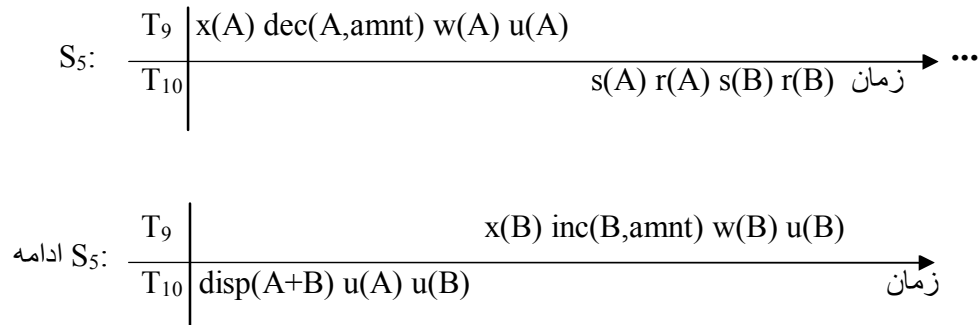 T9 x(A) dec(A,amnt) w(A) u(A)
S5: ...
T10 s(A) r(A) s(B) r(B) زمان
T9 x(B) inc(B,amnt) w(B) u(B)
ادامه S5:
T10 disp(A+B) u(A) u(B) زمان